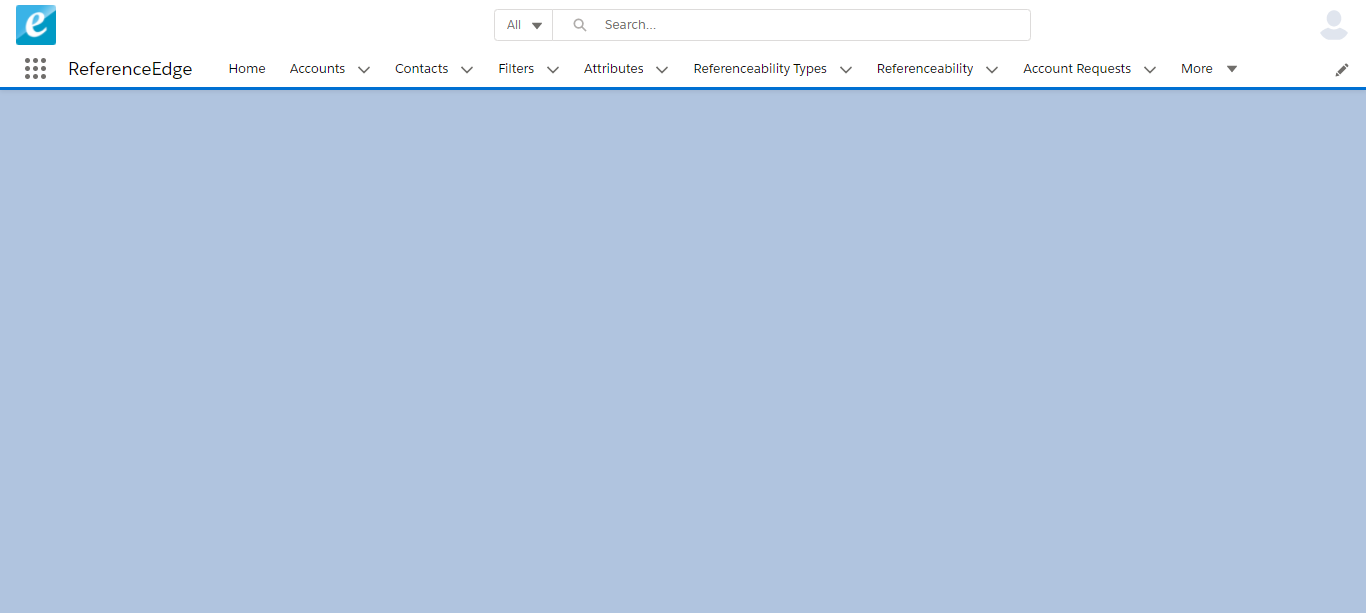 e
All Search...
ReferenceEdge Home Accounts Contacts Filters Attributes Referenceability Types Referenceability Account Requests More